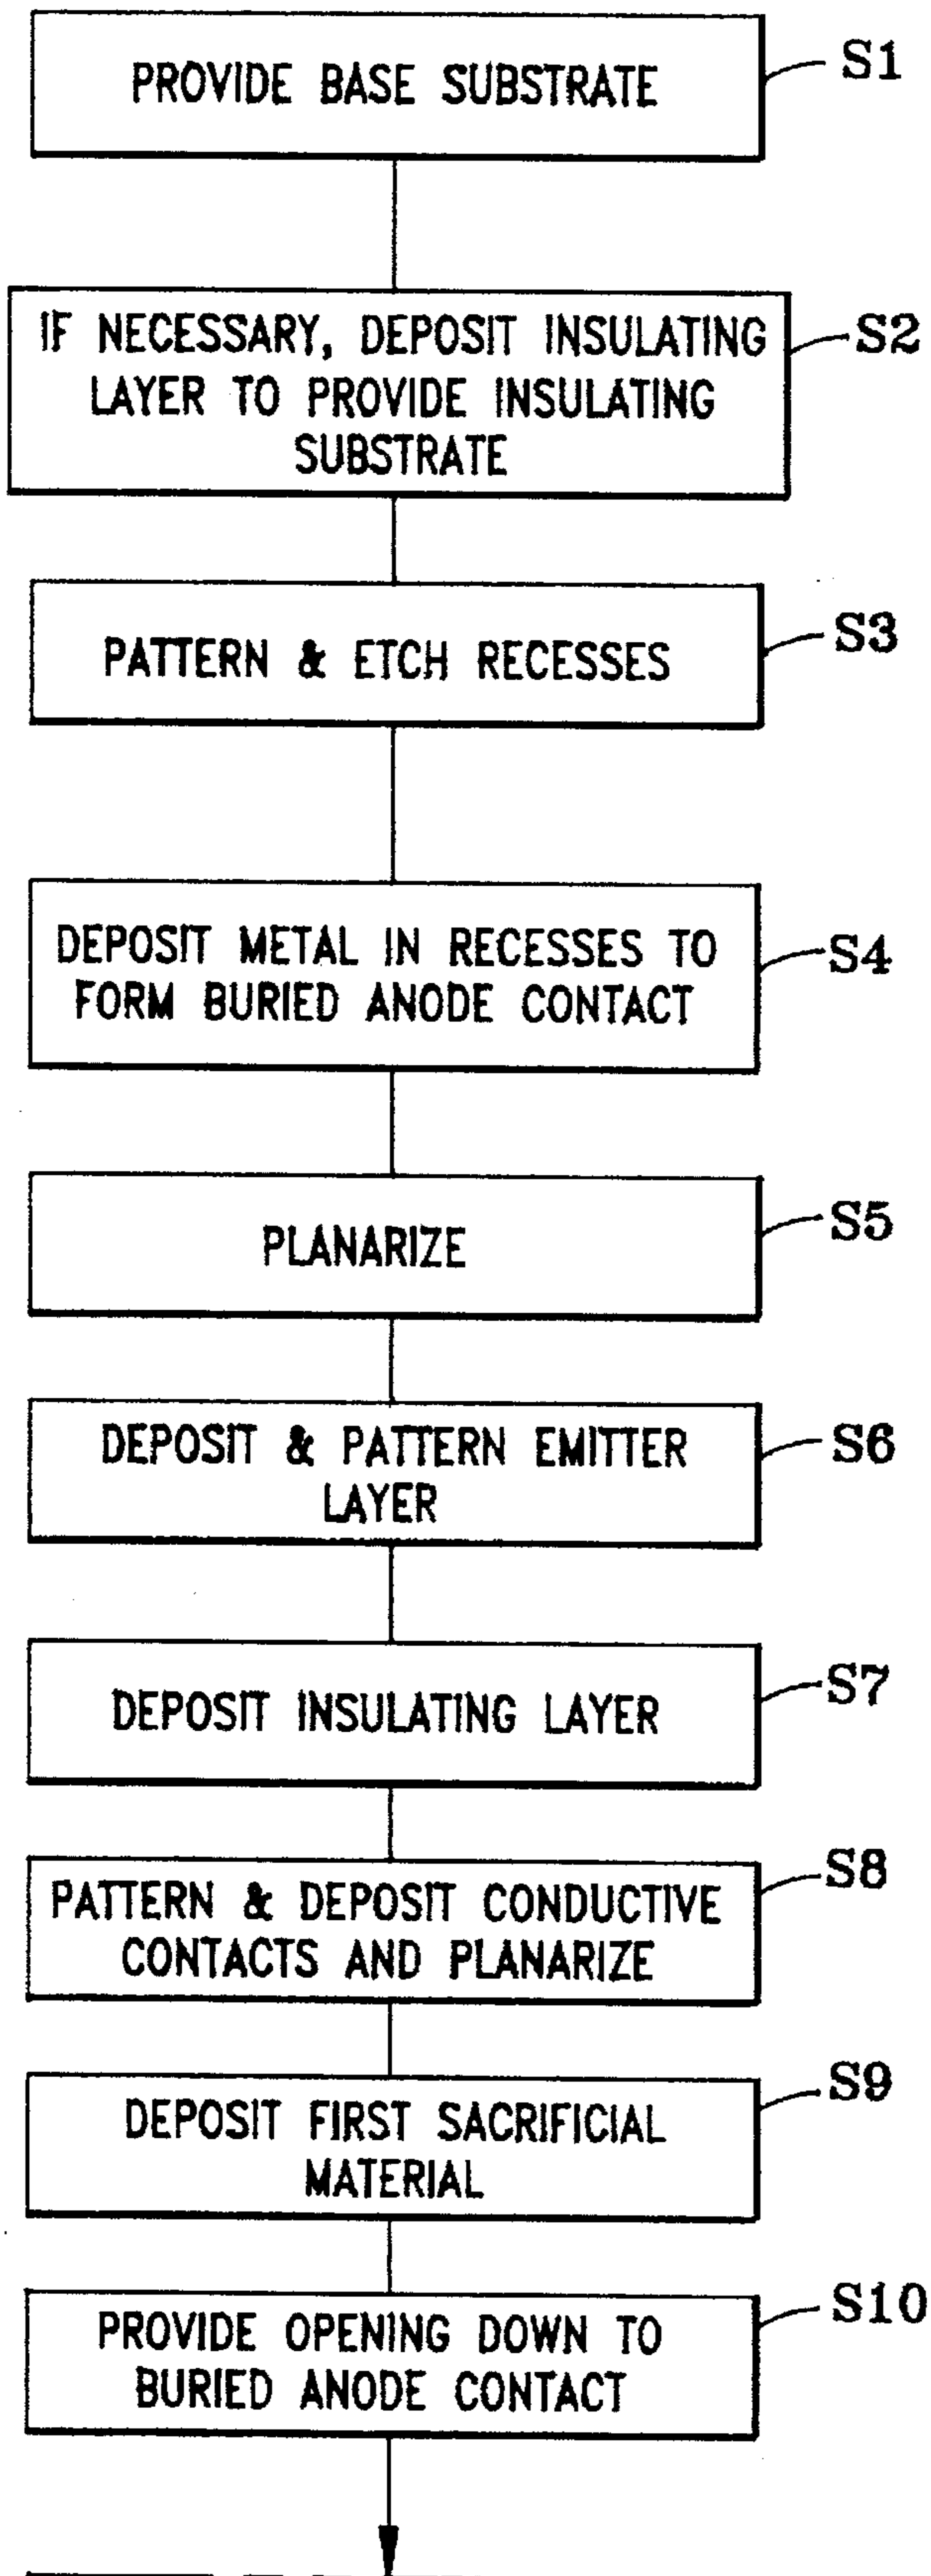 PROVIDE BASE SUBSTRATE
S1
IF NECESSARY, DEPOSIT INSULATING
LAYER TO PROVIDE INSULATING
SUBSTRATE
S2
PATTERN & ETCH RECESSES
S3
DEPOSIT METAL IN RECESSES TO
FORM BURIED ANODE CONTACT
S4
PLANARIZE
S5
DEPOSIT & PATTERN EMITTER
LAYER
S6
DEPOSIT INSULATING LAYER
S7
PATTERN & DEPOSIT CONDUCTIVE
CONTACTS AND PLANARIZE
S8
DEPOSIT FIRST SACRIFICIAL
MATERIAL
S9
PROVIDE OPENING DOWN TO
BURIED ANODE CONTACT
S10